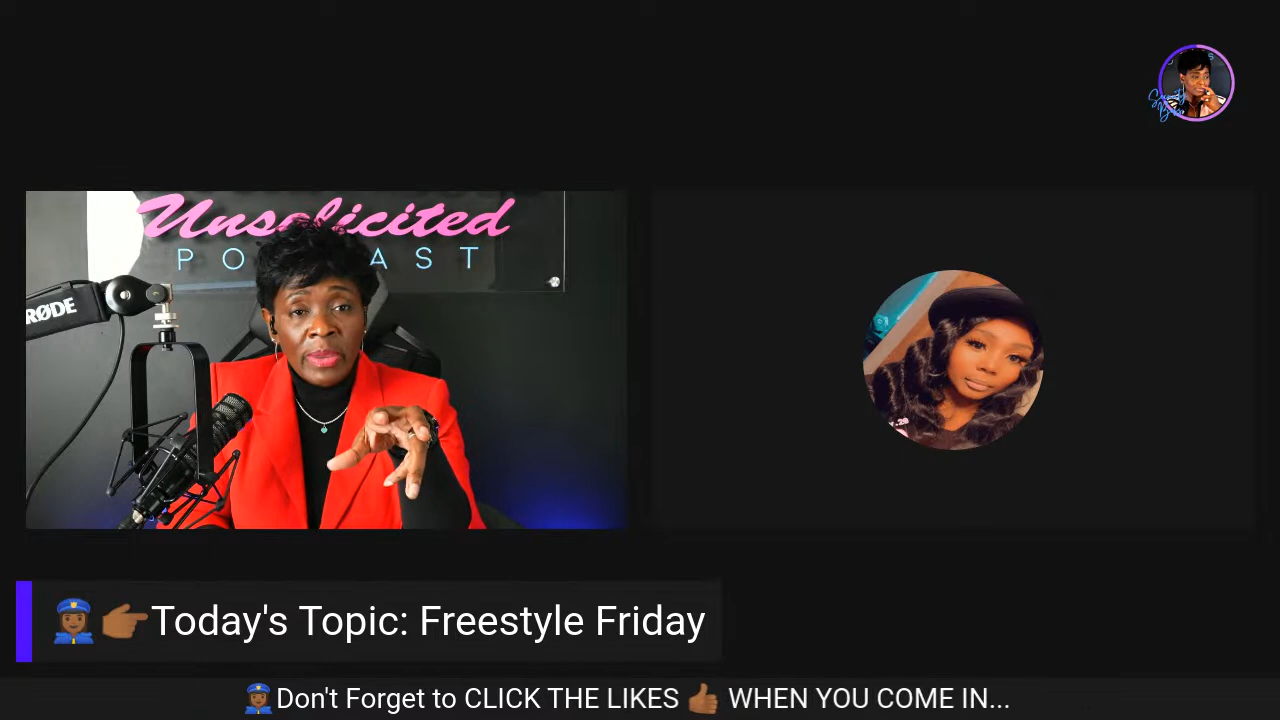 Unsolicited
PODCAST
RØDE
👮🏾‍♀️👉🏾Today's Topic: Freestyle Friday
👮🏾‍♀️Don't Forget to CLICK THE LIKES 👍🏾 WHEN YOU COME IN...